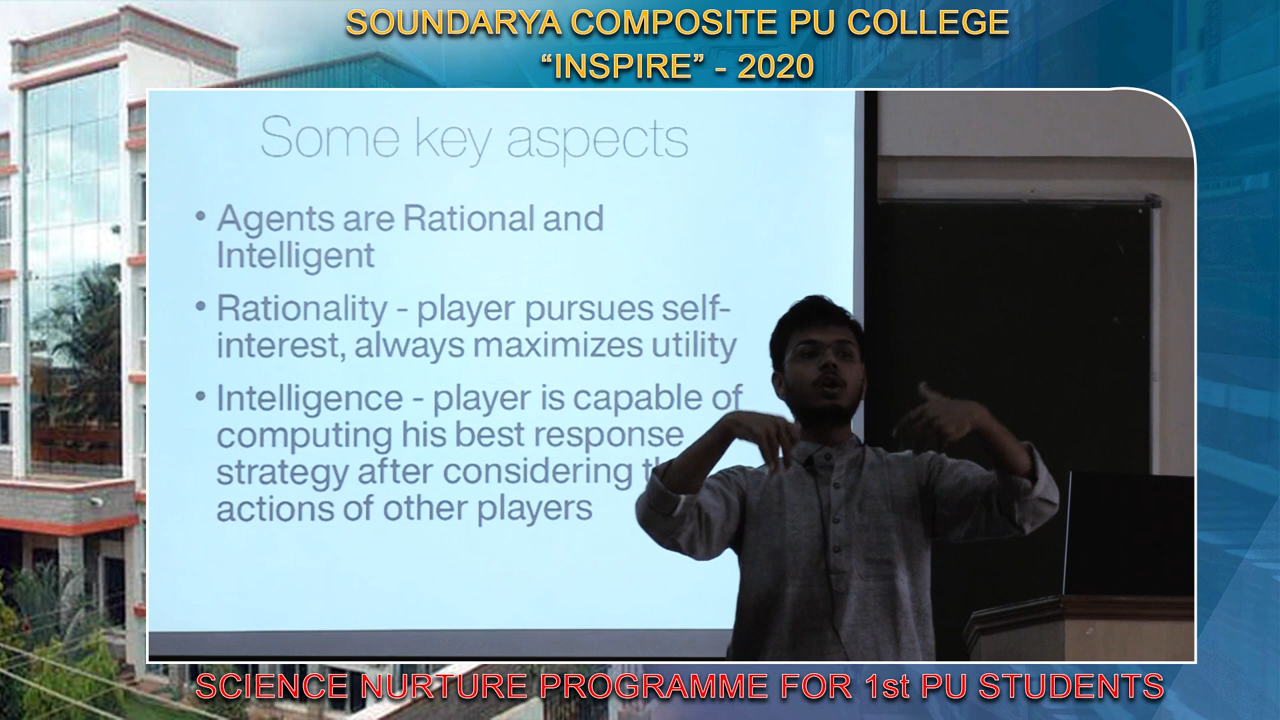 SOUNDARYA COMPOSITE PU COLLEGE
“INSPIRE” - 2020
Some key aspects
• Agents are Rational and
Intelligent
• Rationality - player pursues self-
interest, always maximizes utility
• Intelligence - player is capable of
computing his best response
strategy after considering
actions of other players
SCIENCE NURTURE PROGRAMME FOR 1st PU STUDENTS